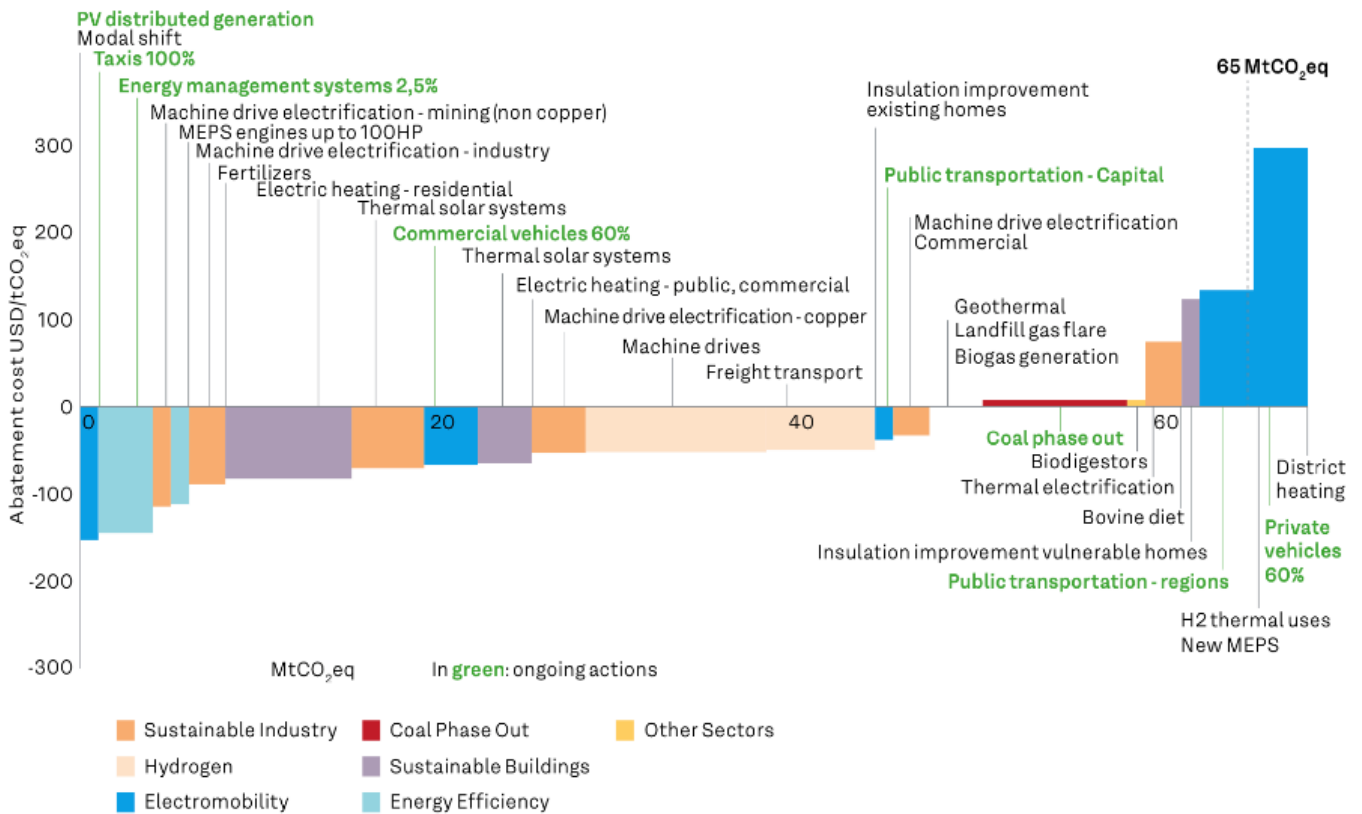 PV distributed generation
Modal shift
Taxis 100%
Energy management systems 2,5%
Machine drive electrification - mining (non copper)
MEPS engines up to 100HP
Machine drive electrification - industry
Fertilizers
Electric heating - residential
Thermal solar systems
Commercial vehicles 60%
Thermal solar systems
Electric heating - public, commercial
Machine drive electrification - copper
Machine drives
Freight transport
Insulation improvement
existing homes
Public transportation - Capital
Machine drive electrification
Commercial
Geothermal
Landfill gas flare
Biogas generation
65 MtCO₂eq
Abatement cost USD/tCO₂eq
300
200
100
0
-100
-200
-300
0
20
40
60
Coal phase out
Biodigestors
Thermal electrification
Bovine diet
Insulation improvement vulnerable homes
Public transportation - regions
H2 thermal uses
New MEPS
Private
vehicles
60%
District
heating
MtCO₂eq
In green: ongoing actions
Sustainable Industry
Hydrogen
Electromobility
Coal Phase Out
Sustainable Buildings
Energy Efficiency
Other Sectors